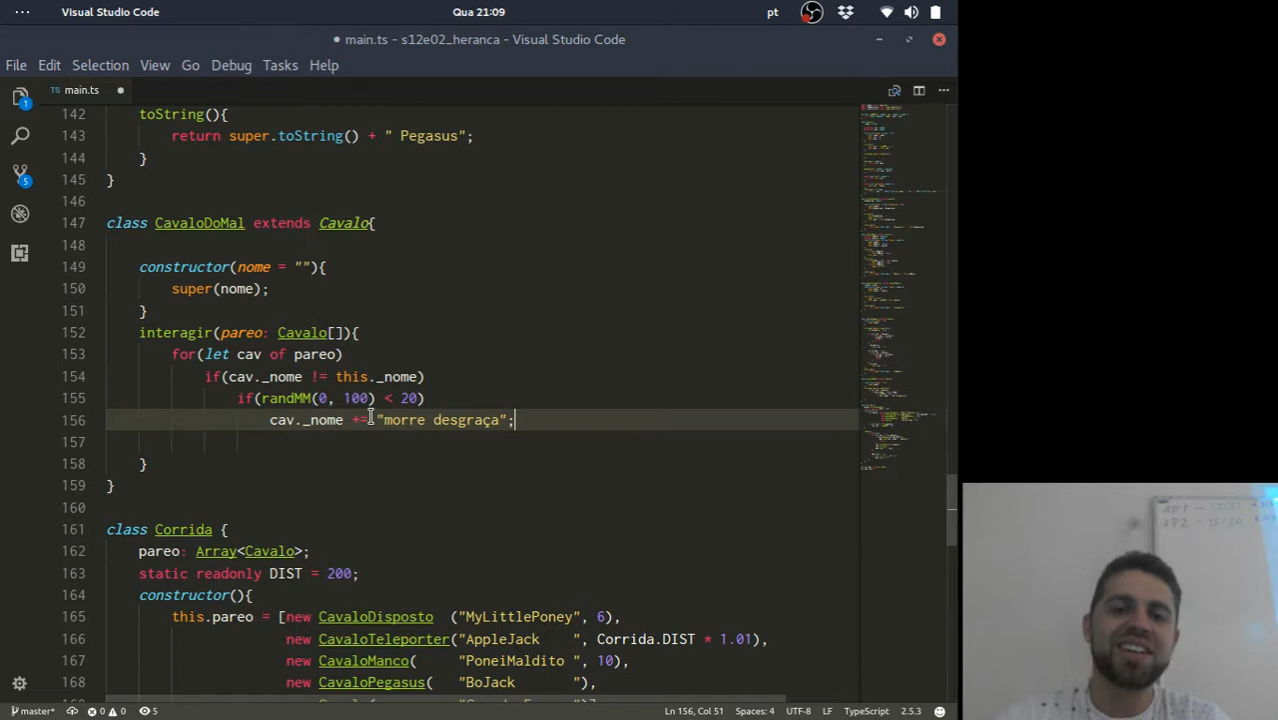 Visual Studio Code
Qua 21:09
pt
main.ts - s12e02_heranca - Visual Studio Code
File Edit Selection View Go Debug Tasks Help
TS main.ts
1
5
142 toString(){
143 return super.toString() + " Pegasus";
144 }
145 }
146
147 class CavaloDoMal extends Cavalo{
148
149 constructor(nome = ""){
150 super(nome);
151 }
152 interagir(pareo: Cavalo[]){
153 for(let cav of pareo)
154 if(cav._nome != this._nome)
155 if(randMM(0, 100) < 20)
156 cav._nome += "morre desgraça";
157
158 }
159 }
160
161 class Corrida {
162 pareo: Array<Cavalo>;
163 static readonly DIST = 200;
164 constructor(){
165 this.pareo = [new CavaloDisposto ("MyLittlePoney", 6),
166 new CavaloTeleporter("AppleJack ", Corrida.DIST * 1.01),
167 new CavaloManco( "PoneiMaldito ", 10),
168 new CavaloPegasus( "BoJack "),
master* 0 0 5
Ln 156, Col 51 Spaces: 4 UTF-8 LF TypeScript 2.5.3